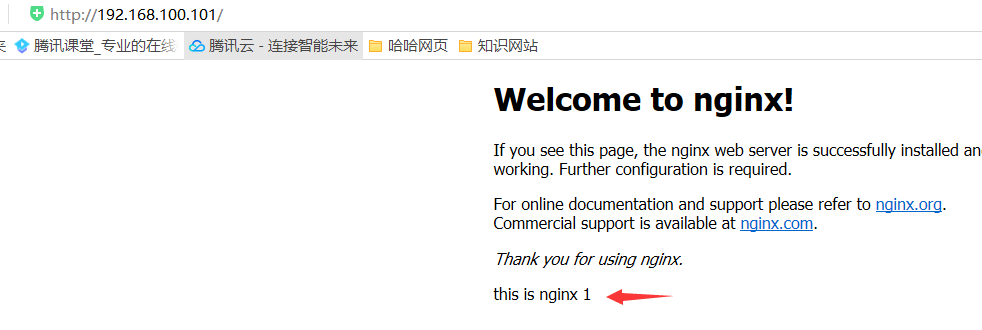 http://192.168.100.101/
来 腾讯课堂_专业的在线 腾讯云 - 连接智能未来 哈哈网页 知识网站
Welcome to nginx!
If you see this page, the nginx web server is successfully installed an
working. Further configuration is required.
For online documentation and support please refer to nginx.org.
Commercial support is available at nginx.com.
Thank you for using nginx.
this is nginx 1